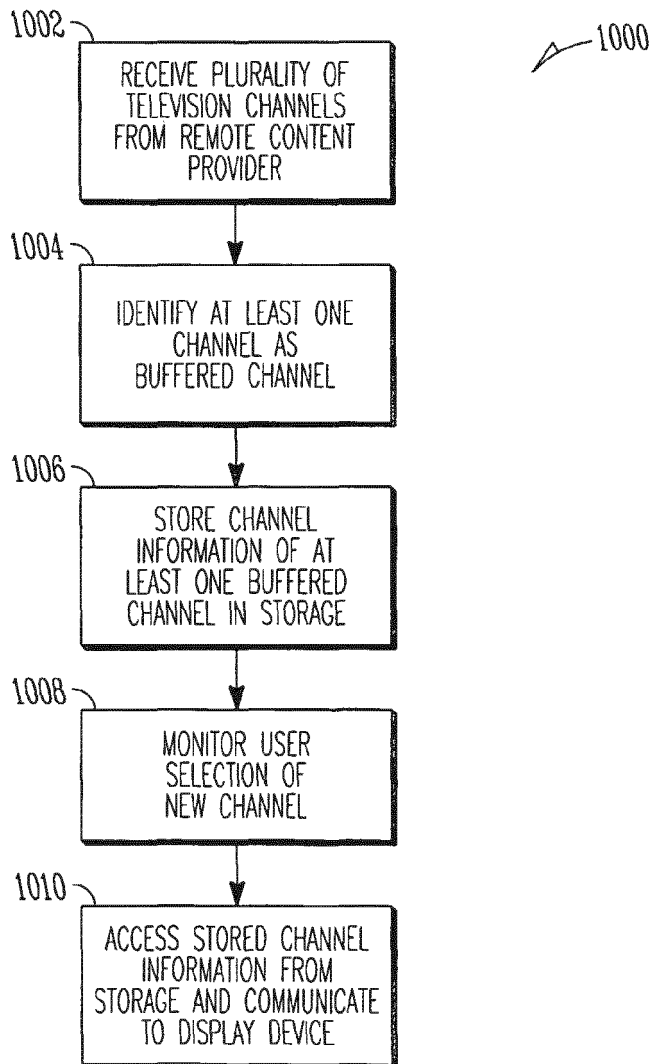 1002
1000
RECEIVE PLURALITY OF
TELEVISION CHANNELS
FROM REMOTE CONTENT
PROVIDER
1004
IDENTIFY AT LEAST ONE
CHANNEL AS
BUFFERED CHANNEL
1006
STORE CHANNEL
INFORMATION OF AT
LEAST ONE BUFFERED
CHANNEL IN STORAGE
1008
MONITOR USER
SELECTION OF
NEW CHANNEL
1010
ACCESS STORED CHANNEL
INFORMATION FROM
STORAGE AND COMMUNICATE
TO DISPLAY DEVICE